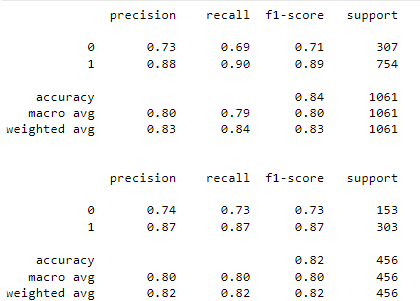 precision recall f1-score support
0 0.73 0.69 0.71 307
1 0.88 0.90 0.89 754
accuracy 0.84 1061
macro avg 0.80 0.79 0.80 1061
weighted avg 0.83 0.84 0.83 1061
precision recall f1-score support
0 0.74 0.73 0.73 153
1 0.87 0.87 0.87 303
accuracy 0.82 456
macro avg 0.80 0.80 0.80 456
weighted avg 0.82 0.82 0.82 456